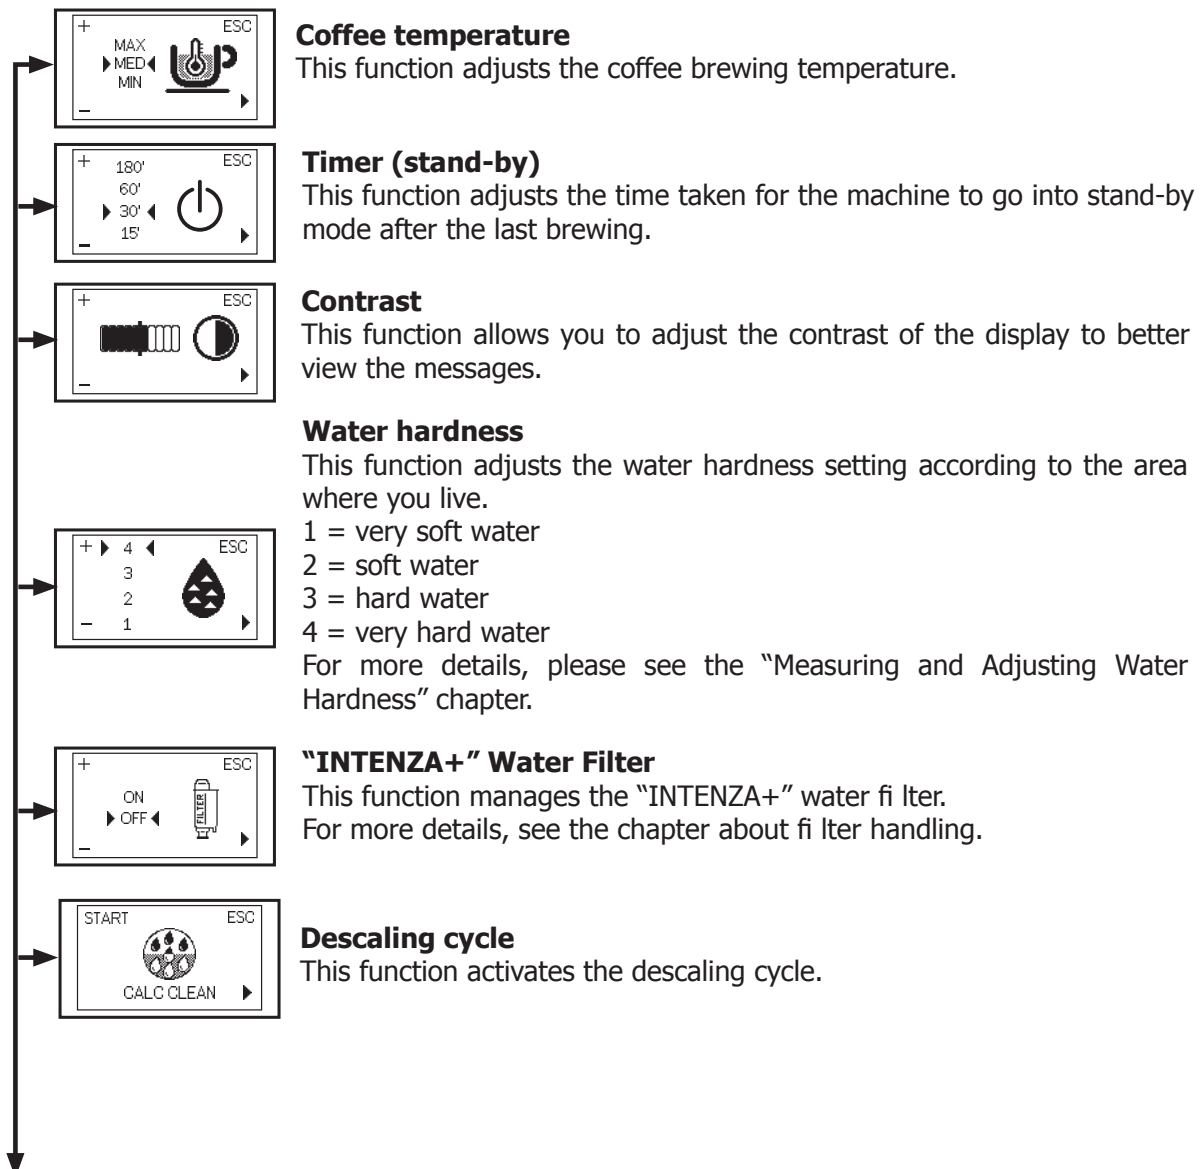 + ESC
MAX
MED
MIN
–
Coffee temperature
This function adjusts the coffee brewing temperature.
+ ESC
180'
60'
30'
15'
–
Timer (stand-by)
This function adjusts the time taken for the machine to go into stand-by
mode after the last brewing.
+ ESC
–
Contrast
This function allows you to adjust the contrast of the display to better
view the messages.
Water hardness
This function adjusts the water hardness setting according to the area
where you live.
1 = very soft water
2 = soft water
3 = hard water
4 = very hard water
For more details, please see the “Measuring and Adjusting Water
Hardness” chapter.
+ 4 ESC
3
2
– 1
+ ESC
ON
OFF
FILTER
–
“INTENZA+” Water Filter
This function manages the “INTENZA+” water fi lter.
For more details, see the chapter about fi lter handling.
START ESC
CALC CLEAN
Descaling cycle
This function activates the descaling cycle.